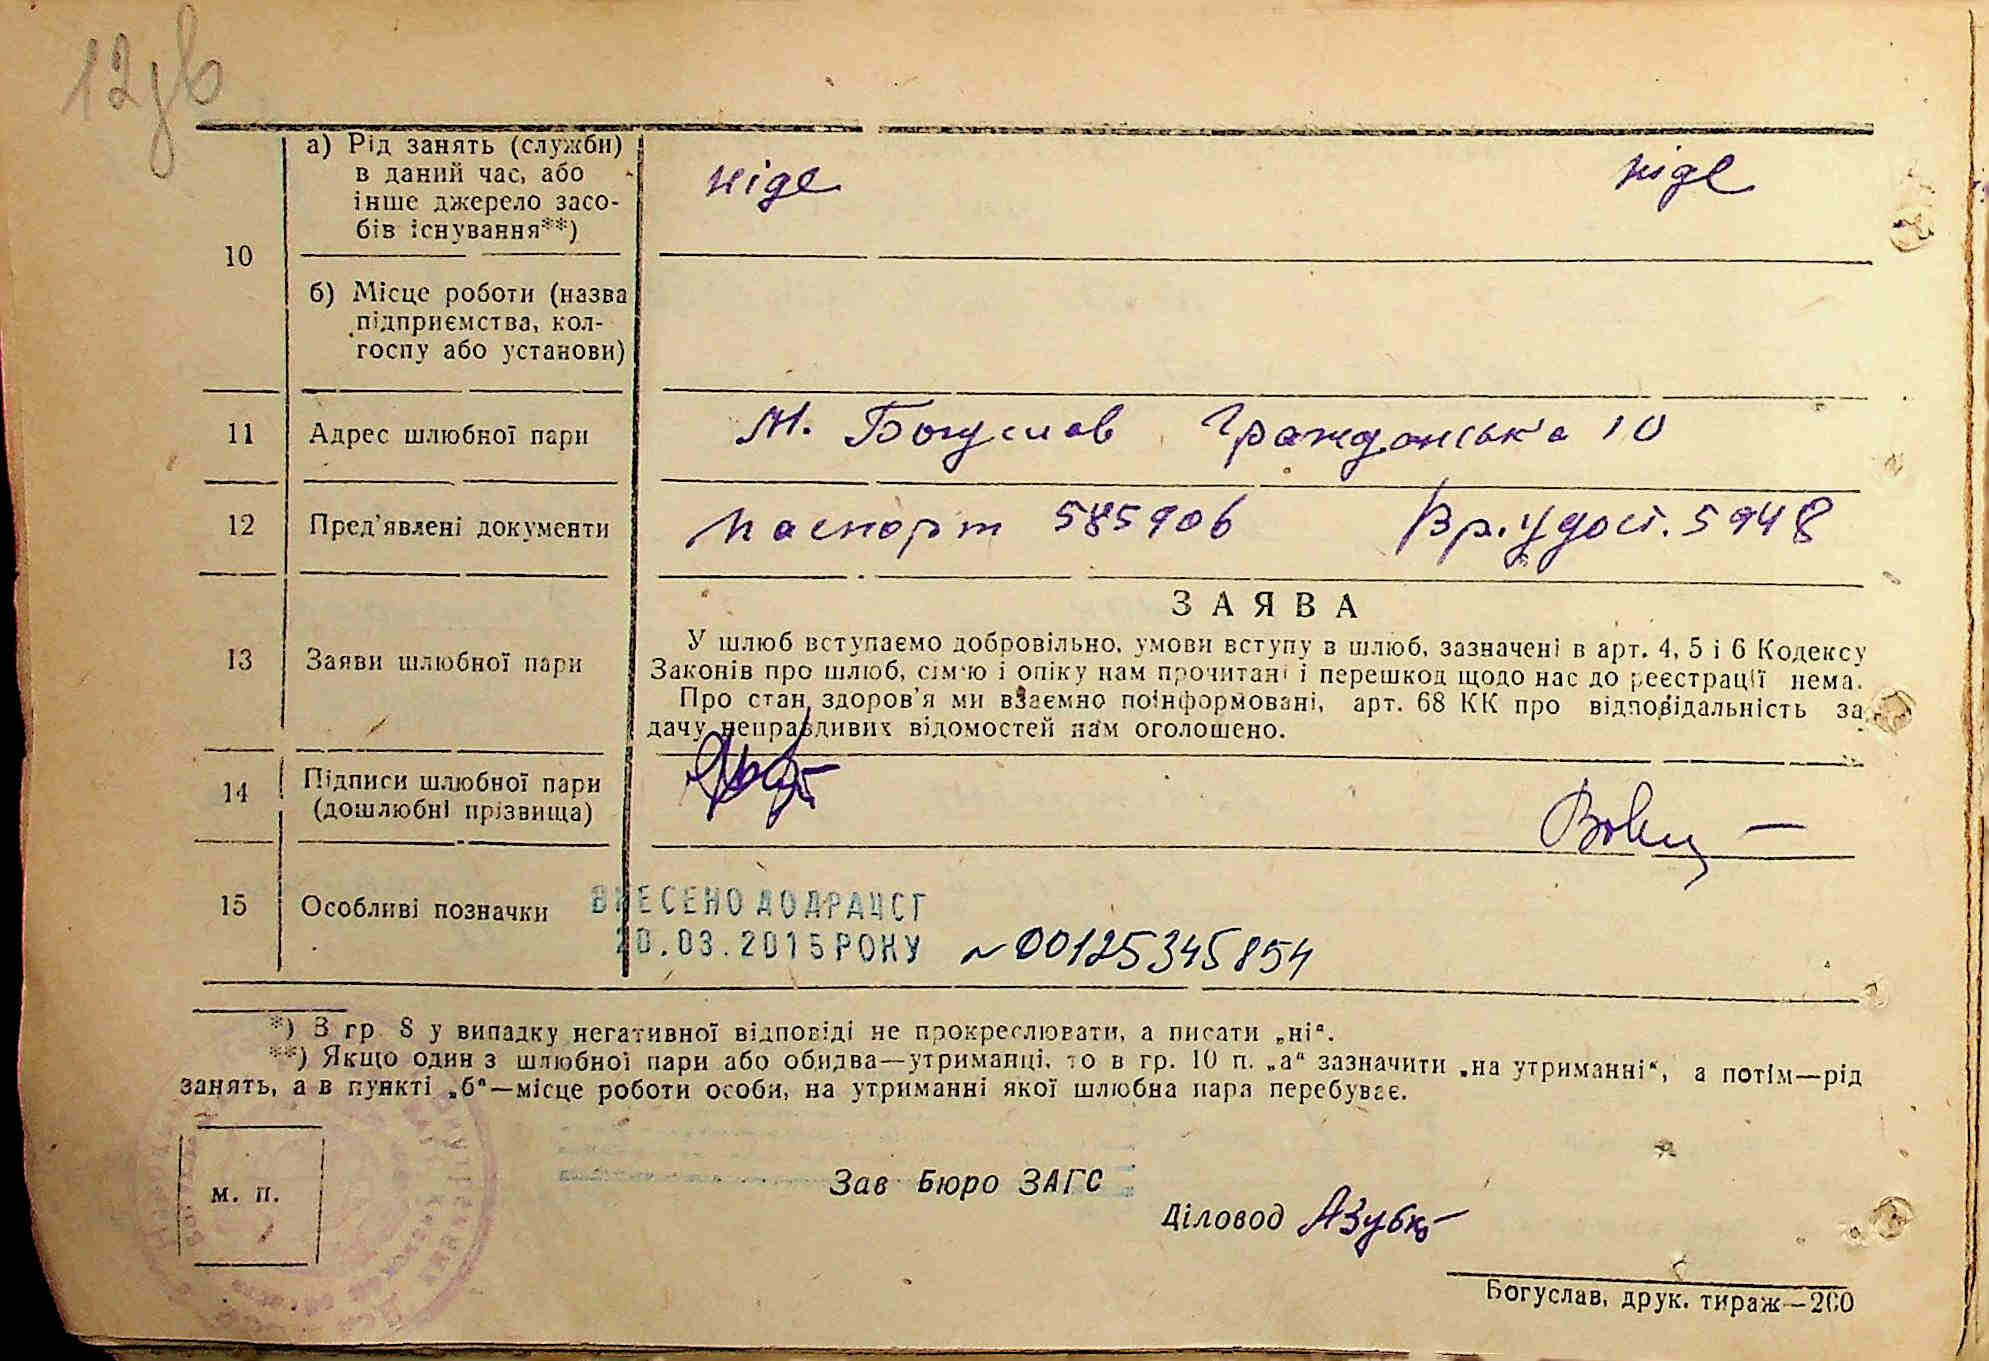 12зв
а) Рід занять (служби)
в даний час, або
інше джерело засо-
бів існування**)
ніде
ніде
10
б) Місце роботи (назва
підприємства, кол-
госпу або установи)
11
Адрес шлюбної пари
м. Богуслав Гражданська 10
12
Пред'явлені документи
Паспорт 585906
Вр. удост. 5948
13
Заяви шлюбної пари
ЗАЯВА
У шлюб вступаємо добровільно, умови вступу в шлюб, зазначені в арт. 4, 5 і 6 Кодексу
Законів про шлюб, сім'ю і опіку нам прочитані і перешкод щодо нас до реєстрації нема.
Про стан здоров'я ми взаємно поінформовані, арт. 68 КК про відповідальність за
дачу неправдивих відомостей нам оголошено.
14
Підписи шлюбної пари
(дошлюбні прізвища)
15
Особливі позначки
ВНЕСЕНО ДО ДРАЦСГ
20.03.2015 РОКУ
~00125345854
*) В гр. 8 у випадку негативної відповіді не прокреслювати, а писати „ні“.
**) Якщо один з шлюбної пари або обидва—утриманці, то в гр. 10 п. „а“ зазначити „на утриманні“, а потім—рід
занять, а в пункті „б“—місце роботи особи, на утриманні якої шлюбна пара перебуває.
м. п.
Зав Бюро ЗАГС
Діловод АЗубк
Богуслав, друк. тираж—200